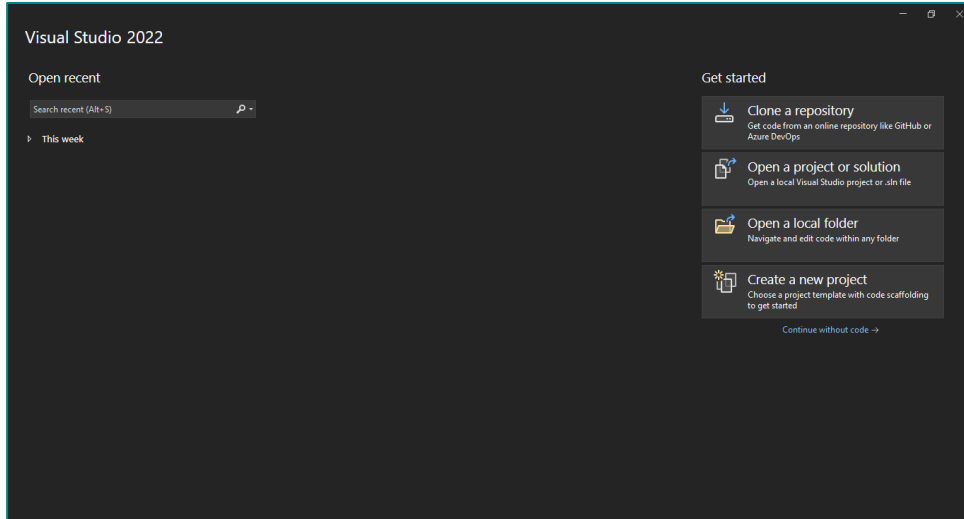 Visual Studio 2022
Open recent
Search recent (Alt+S)
This week
Get started
Clone a repository
Get code from an online repository like GitHub or
Azure DevOps
Open a project or solution
Open a local Visual Studio project or .sln file
Open a local folder
Navigate and edit code within any folder
Create a new project
Choose a project template with code scaffolding
to get started
Continue without code →